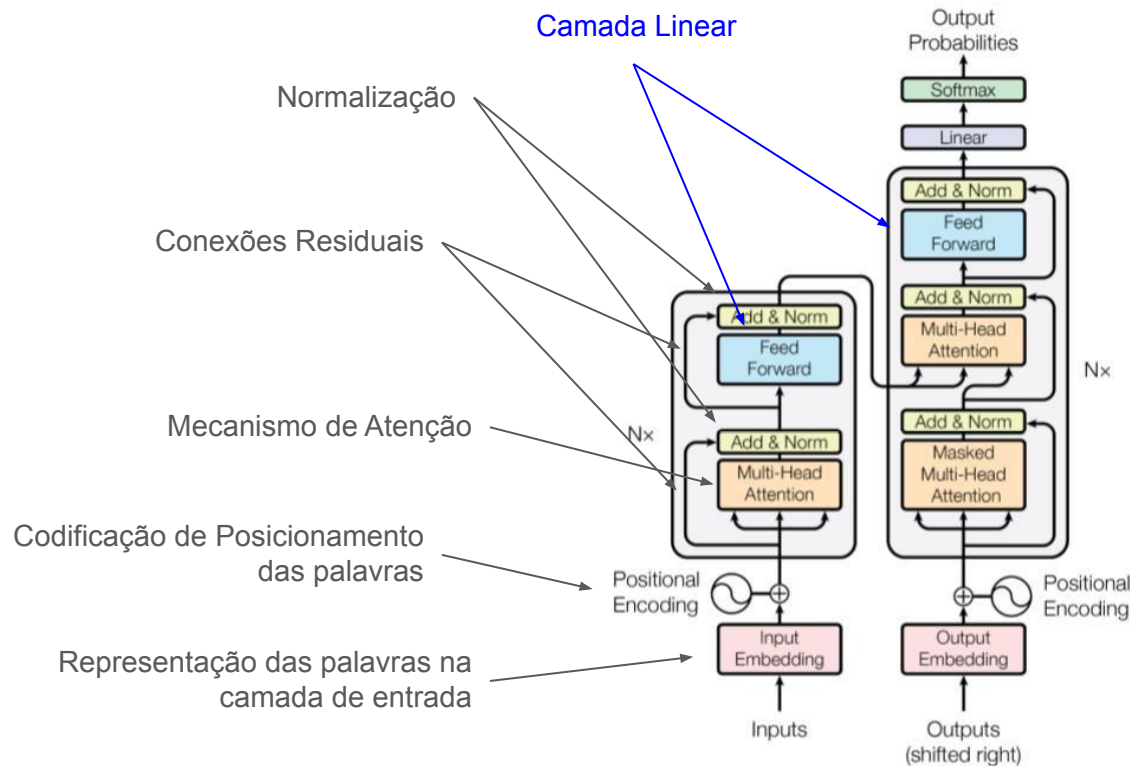 Camada Linear
Normalização
Conexões Residuais
Mecanismo de Atenção
Codificação de Posicionamento
das palavras
Representação das palavras na
camada de entrada
Add & Norm
Feed
Forward
Nx
Add & Norm
Multi-Head
Attention
Positional
Encoding
Input
Embedding
Inputs
Output
Probabilities
Softmax
Linear
Add & Norm
Feed
Forward
Add & Norm
Multi-Head
Attention
Nx
Add & Norm
Masked
Multi-Head
Attention
Positional
Encoding
Output
Embedding
Outputs
(shifted right)